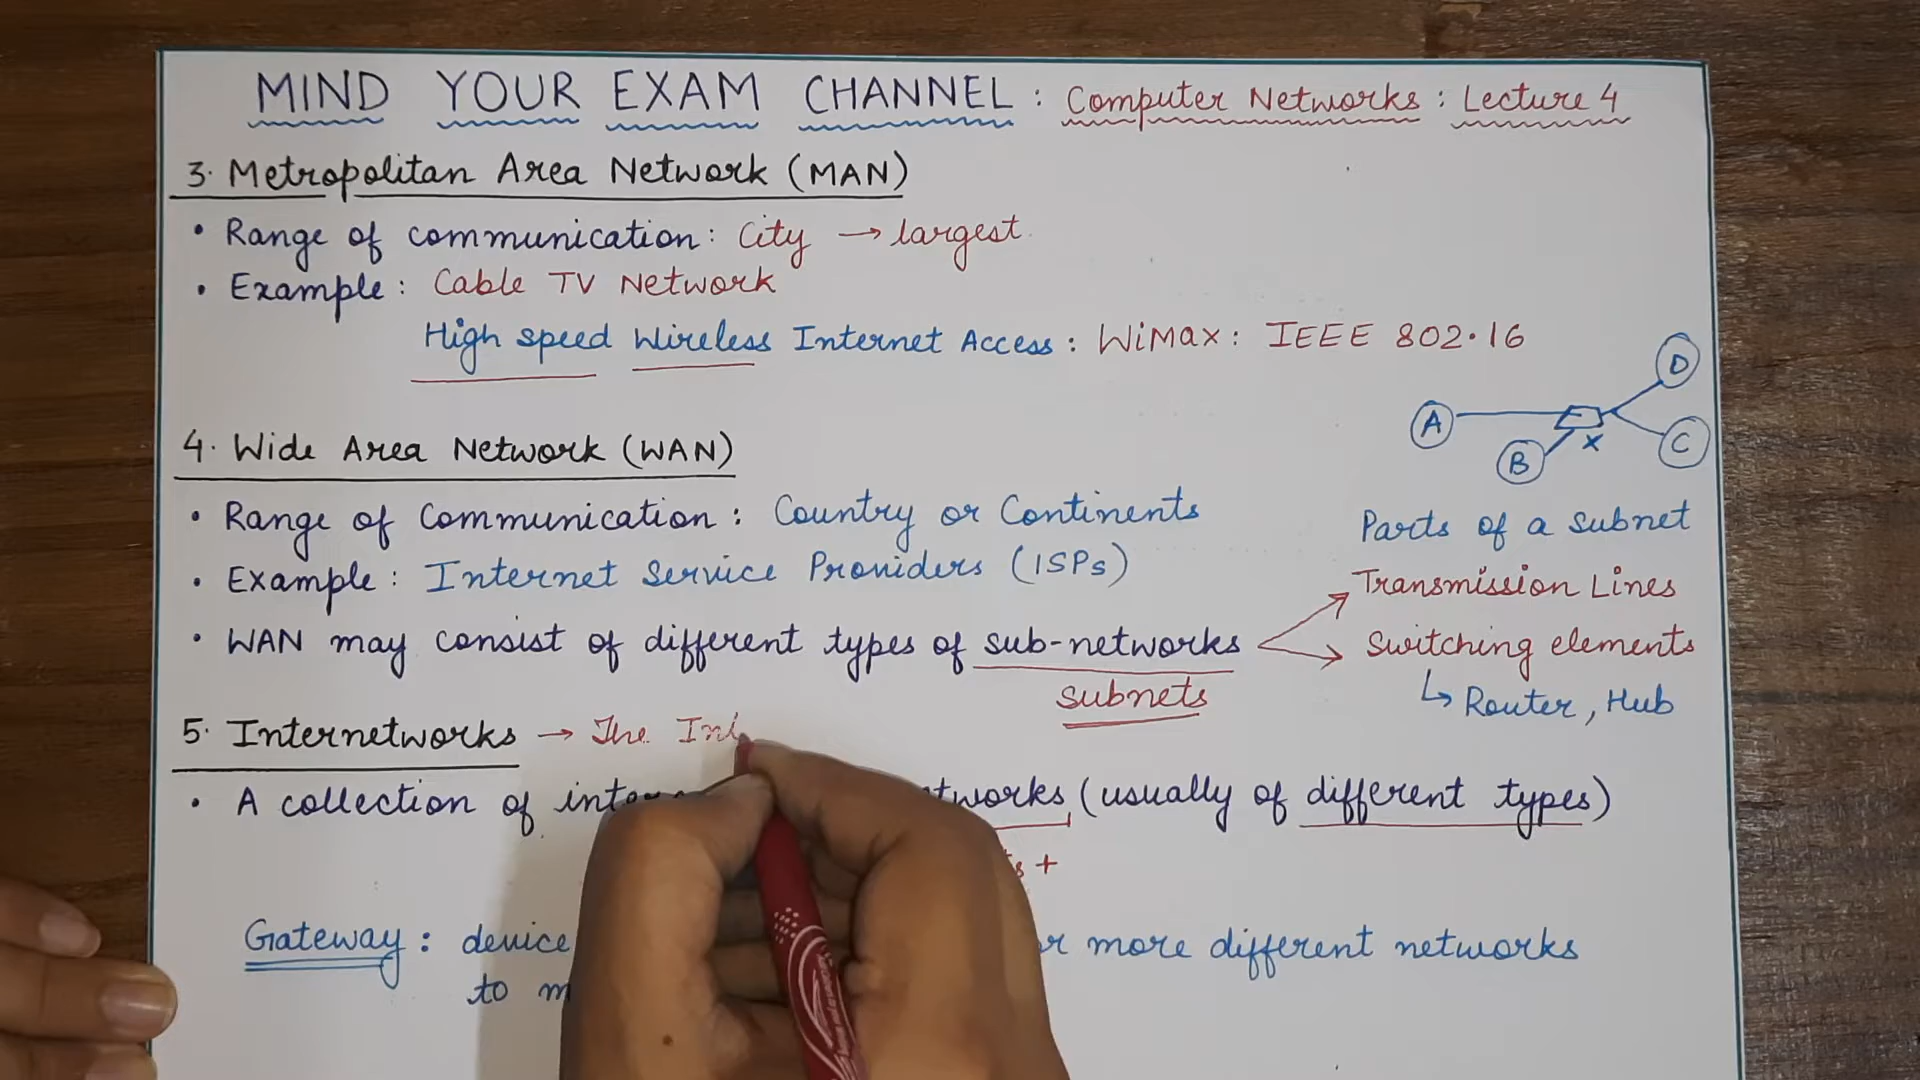 MIND YOUR EXAM CHANNEL : Computer Networks : Lecture 4
3. Metropolitan Area Network (MAN)
• Range of communication : City → largest
• Example : Cable TV Network
High speed Wireless Internet Access : WiMax : IEEE 802.16
A B X C D
4. Wide Area Network (WAN)
• Range of Communication : Country or Continents
• Example : Internet Service Providers (ISPs)
• WAN may consist of different types of sub-networks
subnets
Parts of a subnet
Transmission Lines
Switching elements
↳ Router, Hub
5. Internetworks → The
• A collection of (usually of different types)
+
Gateway : device more different networks
to